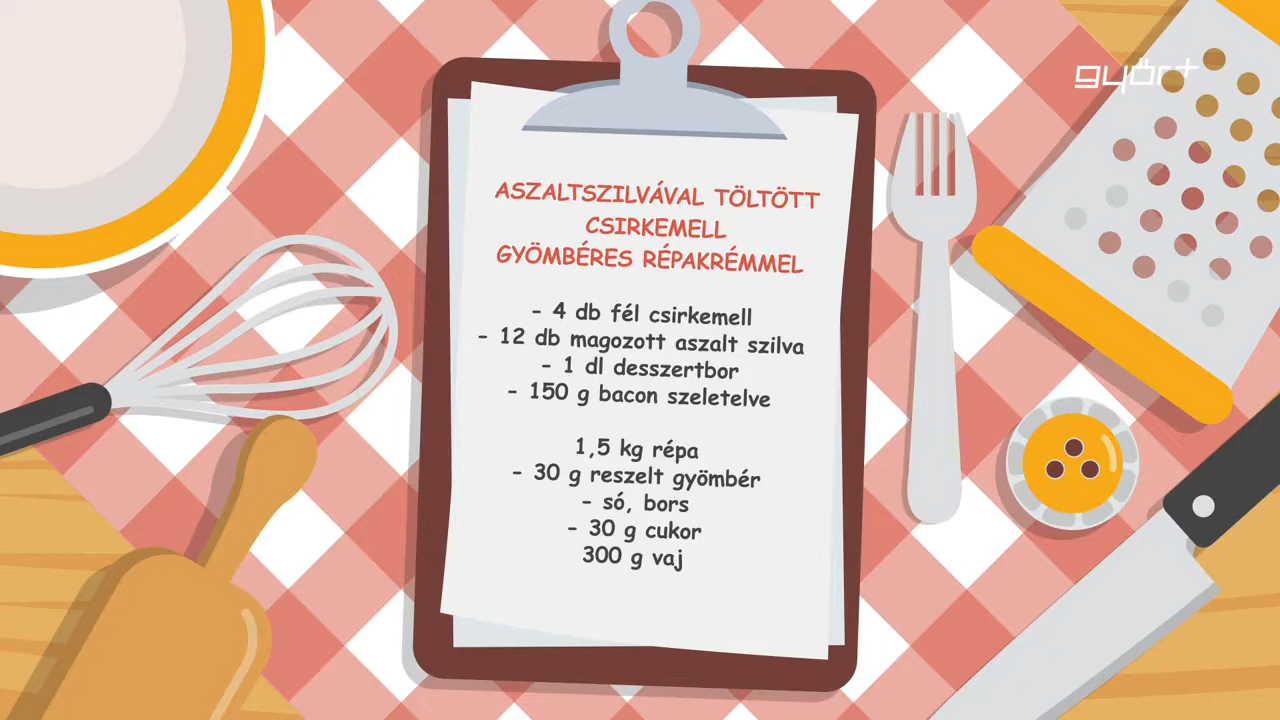 győr+
ASZALTSZILVÁVAL TÖLTÖTT
CSIRKEMELL
GYÖMBÉRES RÉPAKRÉMMEL
- 4 db fél csirkemell
- 12 db magozott aszalt szilva
- 1 dl desszertbor
- 150 g bacon szeletelve
1,5 kg répa
- 30 g reszelt gyömbér
- só, bors
- 30 g cukor
300 g vaj